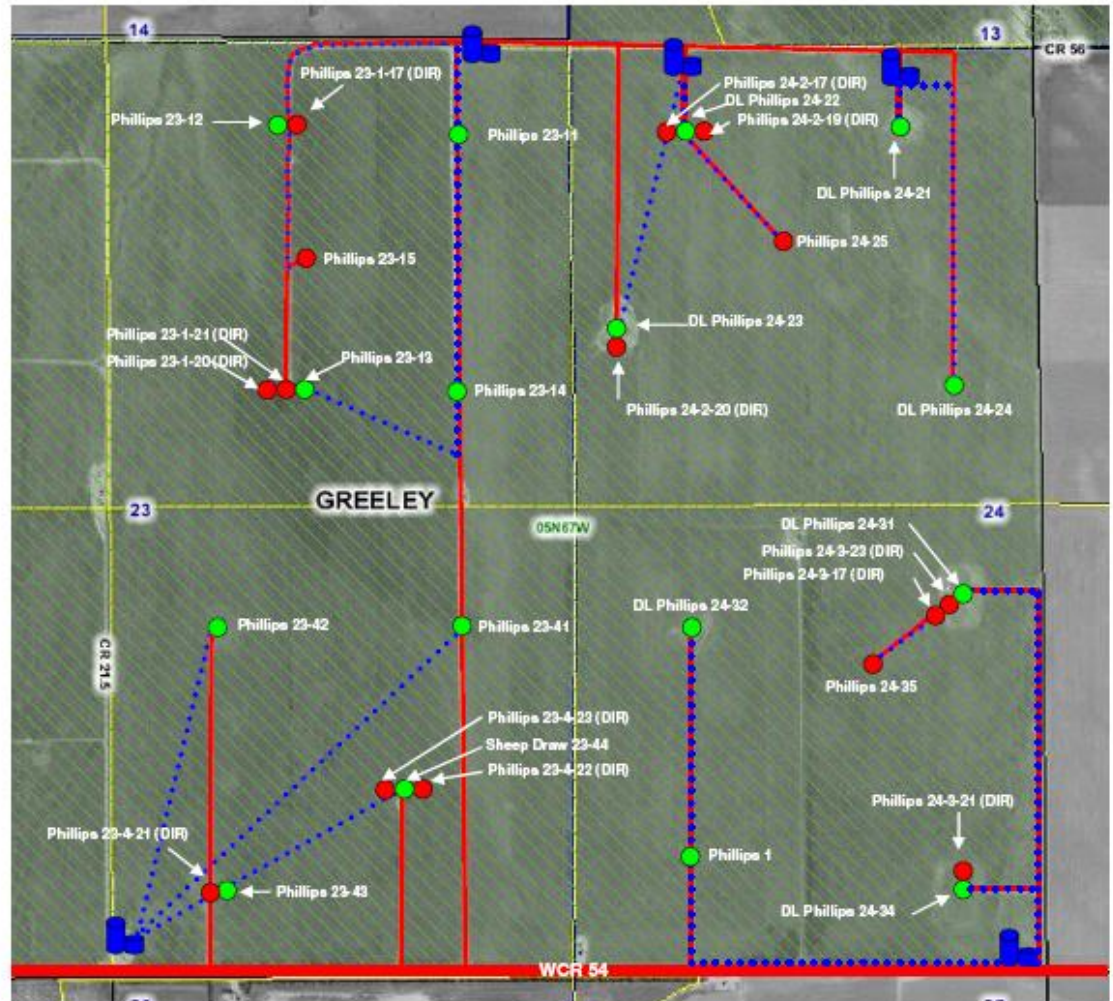 14
13
CR 56
Phillips 23-1-17 (DIR)
Phillips 24-2-17 (DIR)
DL Phillips 24-22
Phillips 23-12
Phillips 24-2-19 (DIR)
Phillips 23-11
DL Phillips 24-21
Phillips 24-25
Phillips 23-15
DL Phillips 24-23
Phillips 23-1-21 (DIR)
Phillips 23-1-20 (DIR)
Phillips 23-13
Phillips 23-14
Phillips 24-2-20 (DIR)
DL Phillips 24-24
GREELEY
23
05N67W
24
DL Phillips 24-31
Phillips 24-3-23 (DIR)
Phillips 24-3-17 (DIR)
DL Phillips 24-32
Phillips 23-42
Phillips 23-41
CR 21.5
Phillips 24-35
Phillips 23-4-23 (DIR)
Sheep Draw 23-44
Phillips 23-4-22 (DIR)
Phillips 24-3-21 (DIR)
Phillips 23-4-21 (DIR)
Phillips 1
Phillips 23-43
DL Phillips 24-34
WCR 54